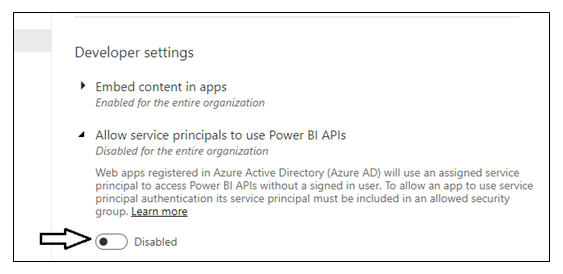 Developer settings
Embed content in apps
Enabled for the entire organization
Allow service principals to use Power BI APIs
Disabled for the entire organization
Web apps registered in Azure Active Directory (Azure AD) will use an assigned service
principal to access Power BI APIs without a signed in user. To allow an app to use service
principal authentication its service principal must be included in an allowed security
group. Learn more
Disabled